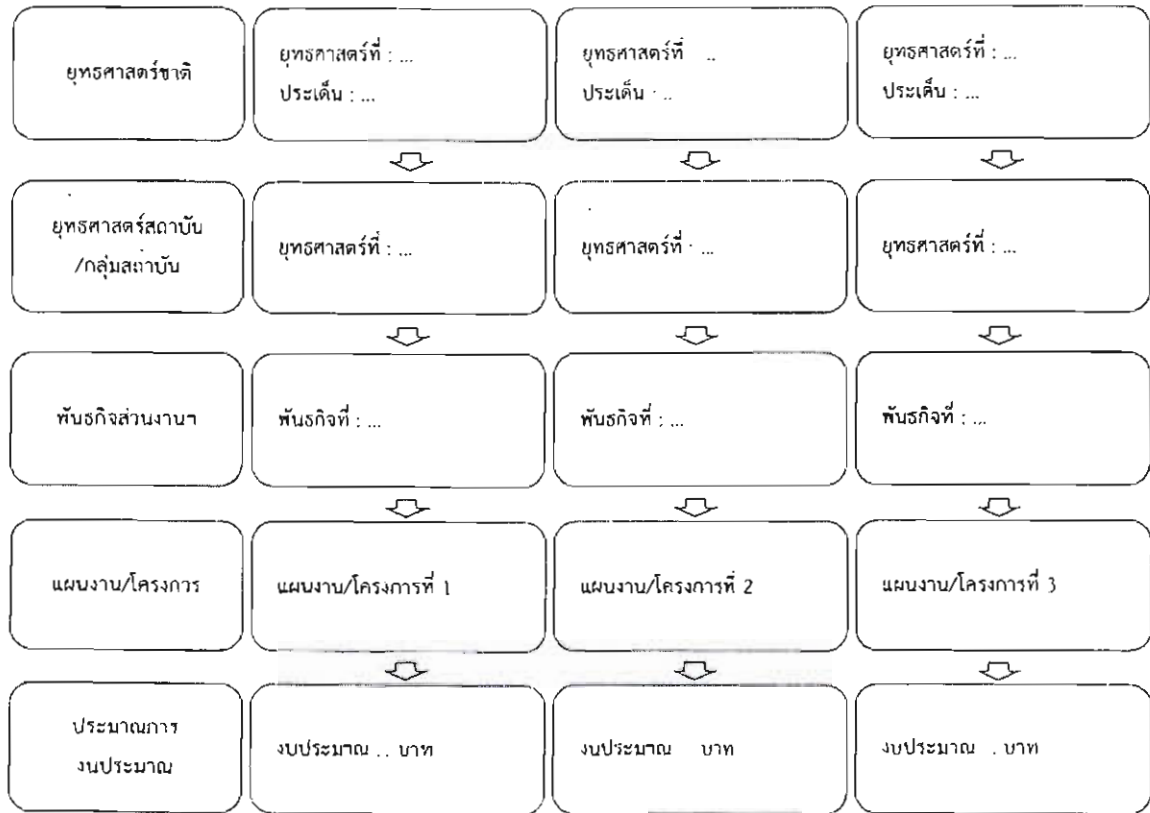 ยุทธศาสตร์ชาติ
ยุทธศาสตร์ที่ : ...
ประเด็น : ...
ยุทธศาสตร์ที่ ..
ประเด็น : ..
ยุทธศาสตร์ที่ : ...
ประเด็น : ...
ยุทธศาสตร์สถาบัน
/กลุ่มสถาบัน
ยุทธศาสตร์ที่ : ...
ยุทธศาสตร์ที่ : ...
ยุทธศาสตร์ที่ : ...
พันธกิจส่วนงานฯ
พันธกิจที่ : ...
พันธกิจที่ : ...
พันธกิจที่ : ...
แผนงาน/โครงการ
แผนงาน/โครงการที่ 1
แผนงาน/โครงการที่ 2
แผนงาน/โครงการที่ 3
ประมาณการ
งบประมาณ
งบประมาณ .. บาท
งบประมาณ บาท
งบประมาณ . บาท